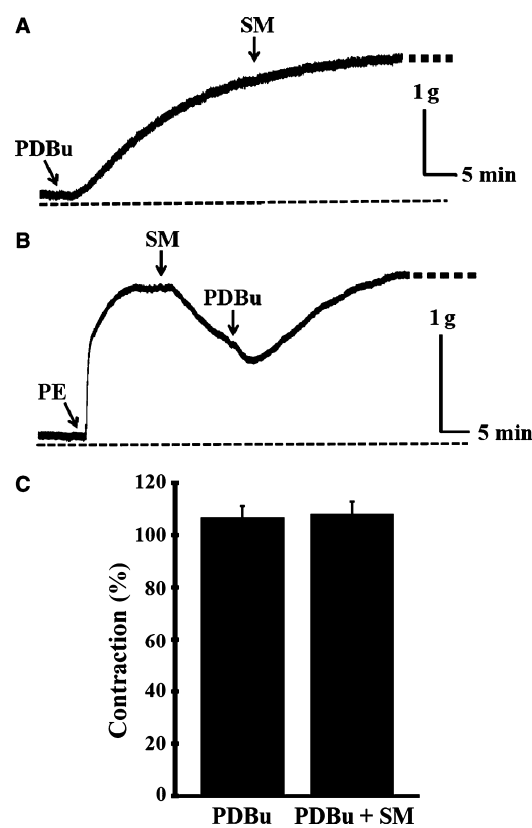 A
SM
PDBu
1 g
5 min
B
SM
PDBu
PE
1 g
5 min
C
Contraction (%)
120
100
80
60
40
20
0
PDBu
PDBu + SM